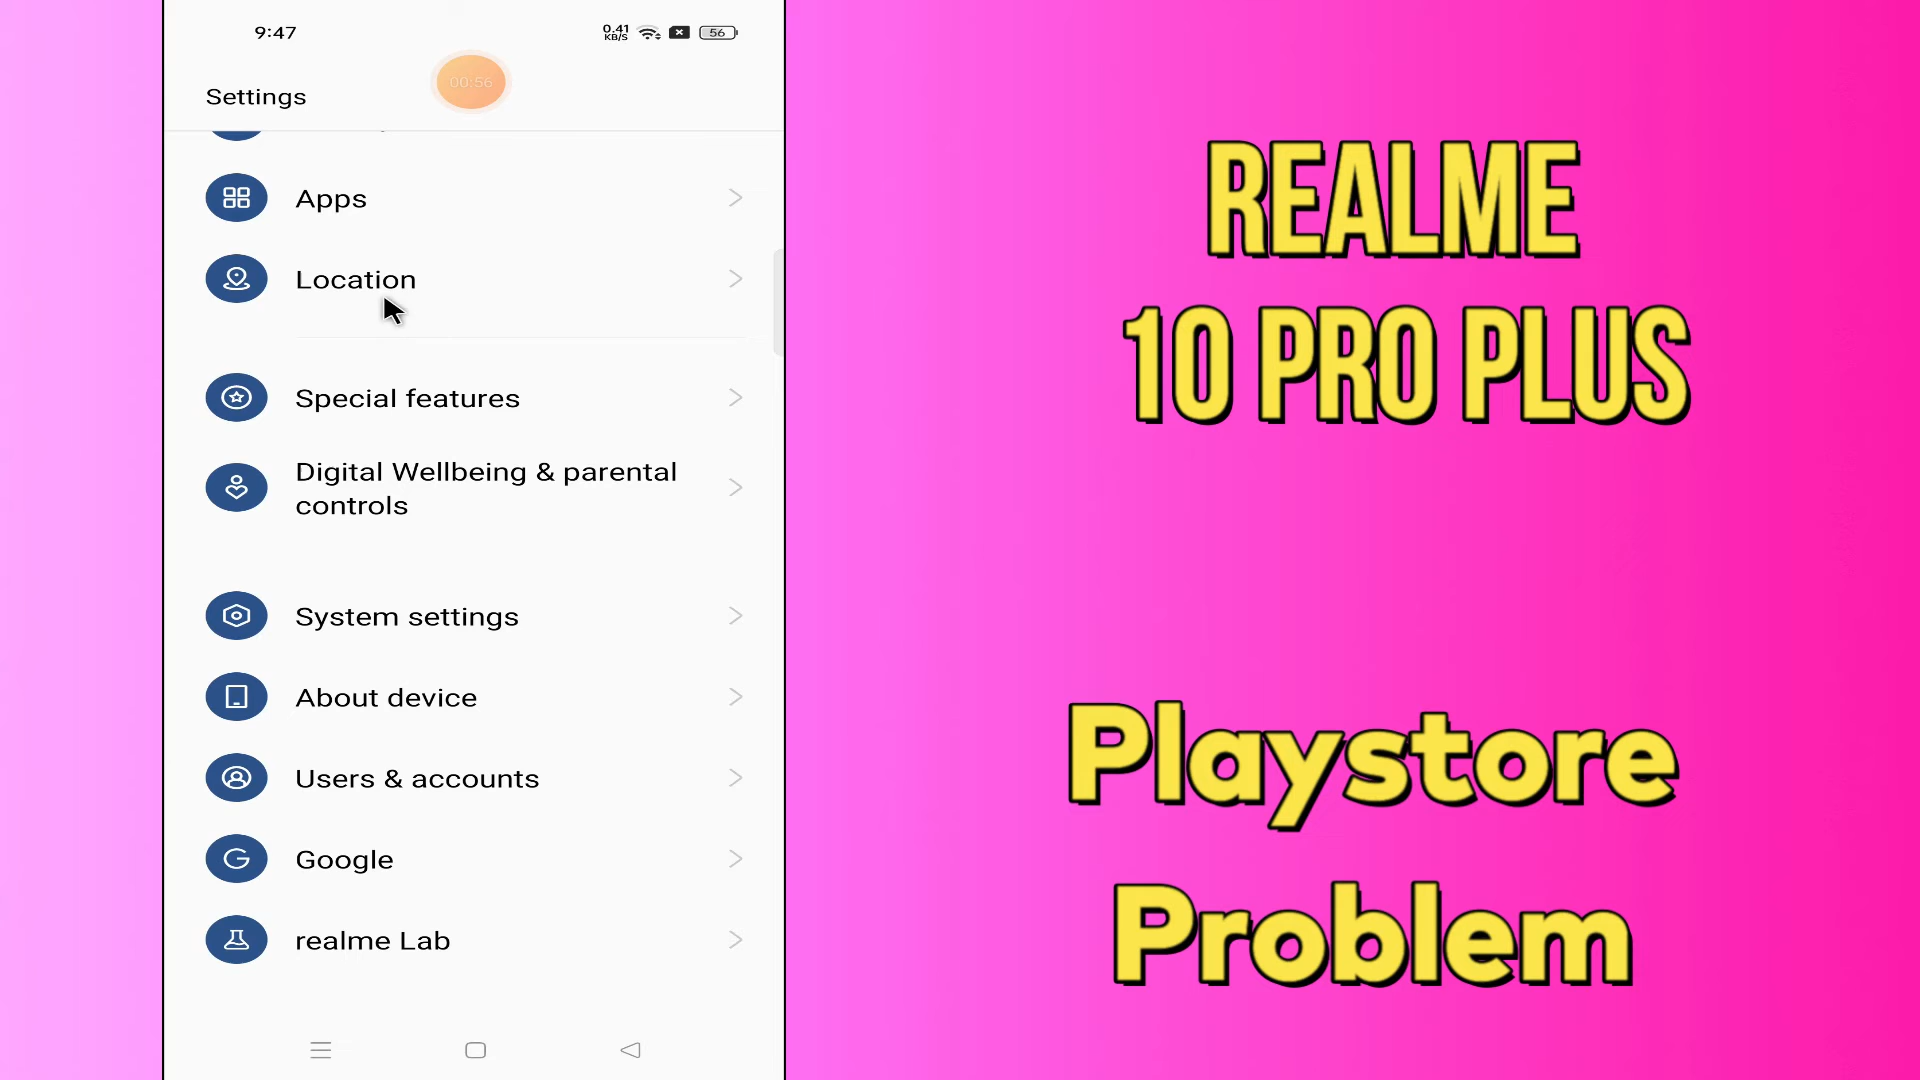 9:47
0.41
KB/S
56
00:56
Settings
Apps
Location
Special features
Digital Wellbeing & parental
controls
System settings
About device
Users & accounts
Google
realme Lab
REALME
10 PRO PLUS
Playstore
Problem